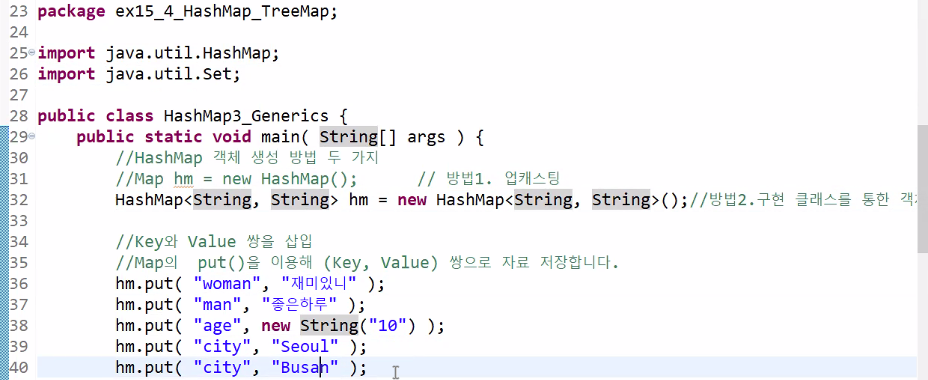 23 package ex15_4_HashMap_TreeMap;
24
25 import java.util.HashMap;
26 import java.util.Set;
27
28 public class HashMap3_Generics {
29 public static void main( String[] args ) {
30 //HashMap 객체 생성 방법 두 가지
31 //Map hm = new HashMap(); // 방법1. 업캐스팅
32 HashMap<String, String> hm = new HashMap<String, String>();//방법2.구현 클래스를 통한
33
34 //Key와 Value 쌍을 삽입
35 //Map의 put()을 이용해 (Key, Value) 쌍으로 자료 저장합니다.
36 hm.put( "woman", "재미있니" );
37 hm.put( "man", "좋은하루" );
38 hm.put( "age", new String("10") );
39 hm.put( "city", "Seoul" );
40 hm.put( "city", "Busan" );